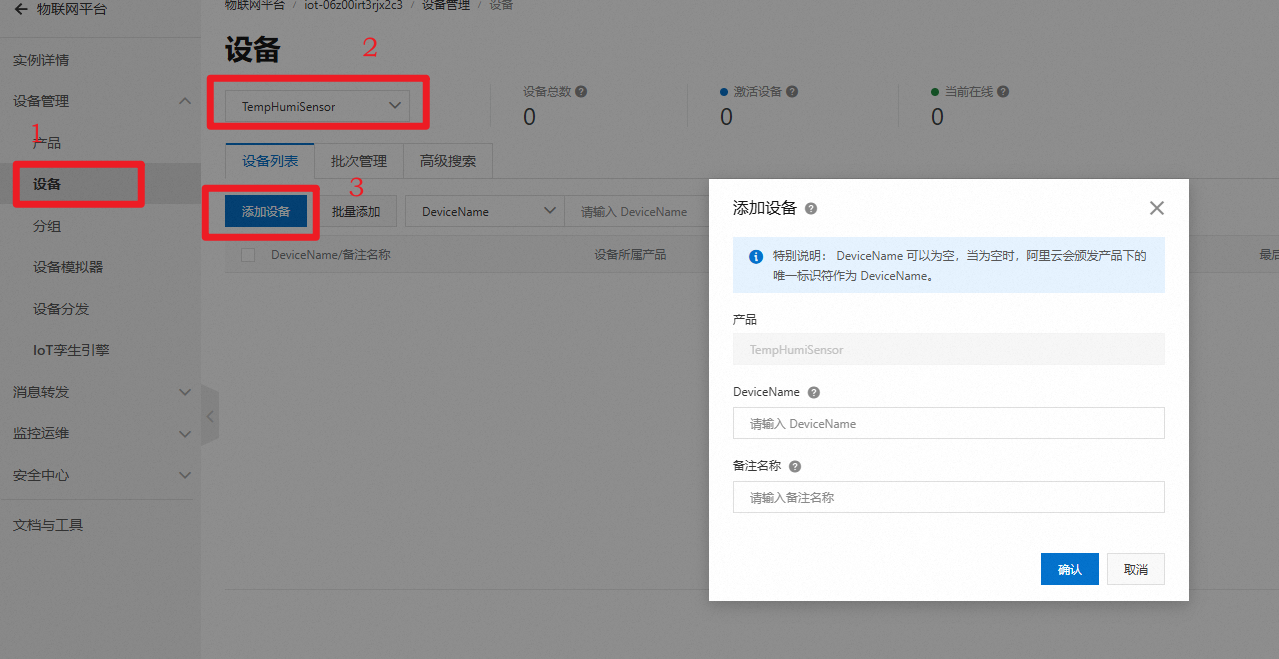 物联网平台
物联网平台 / iot-06z00irt3rjx2c3 / 设备管理 / 设备
实例详情
设备管理
1
产品
设备
分组
设备模拟器
设备分发
IoT孪生引擎
消息转发
监控运维
安全中心
文档与工具
设备
2
TempHumiSensor
设备总数
0
激活设备
0
当前在线
0
设备列表
批次管理
高级搜索
3
添加设备
批量添加
DeviceName
请输入 DeviceName
DeviceName/备注名称
设备所属产品
最后
添加设备
特别说明： DeviceName 可以为空，当为空时，阿里云会颁发产品下的
唯一标识符作为 DeviceName。
产品
TempHumiSensor
DeviceName
请输入 DeviceName
备注名称
请输入备注名称
确认
取消